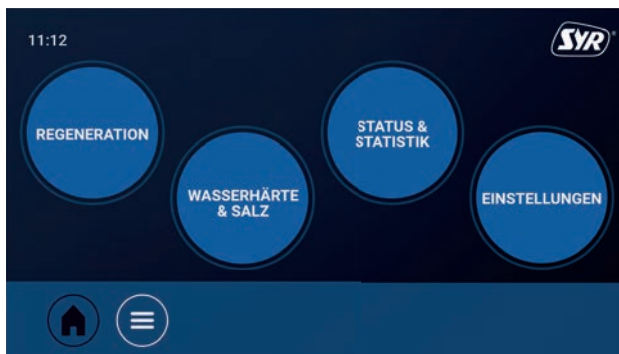 11:12
SYR
REGENERATION
STATUS &
STATISTIK
WASSERHÄRTE
& SALZ
EINSTELLUNGEN